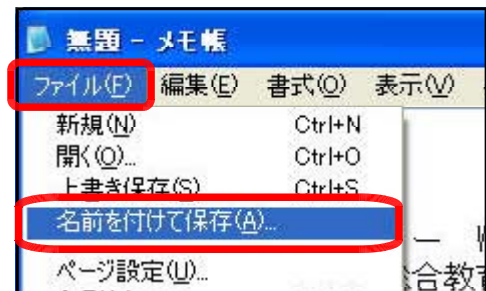 無題 - メモ帳
ファイル(F) 編集(E) 書式(O) 表示(V)
新規(N) Ctrl+N
開く(O)... Ctrl+O
上書き保存(S) Ctrl+S
名前を付けて保存(A)...
ページ設定(U)...
合教